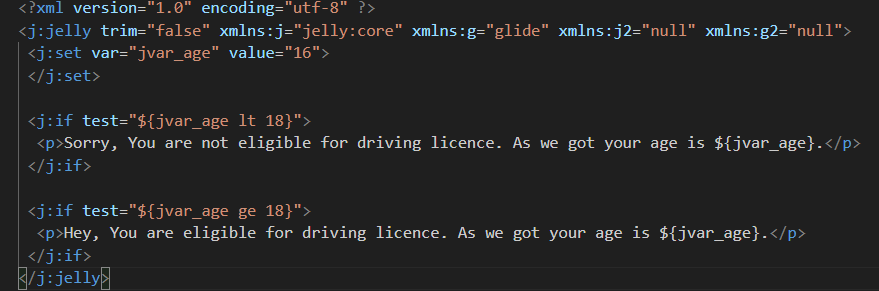 <?xml version="1.0" encoding="utf-8" ?>
<j:jelly trim="false" xmlns:j="jelly:core" xmlns:g="glide" xmlns:j2="null" xmlns:g2="null">
<j:set var="jvar_age" value="16">
</j:set>
<j:if test="${jvar_age lt 18}">
<p>Sorry, You are not eligible for driving licence. As we got your age is ${jvar_age}.</p>
</j:if>
<j:if test="${jvar_age ge 18}">
<p>Hey, You are eligible for driving licence. As we got your age is ${jvar_age}.</p>
</j:if>
</j:jelly>